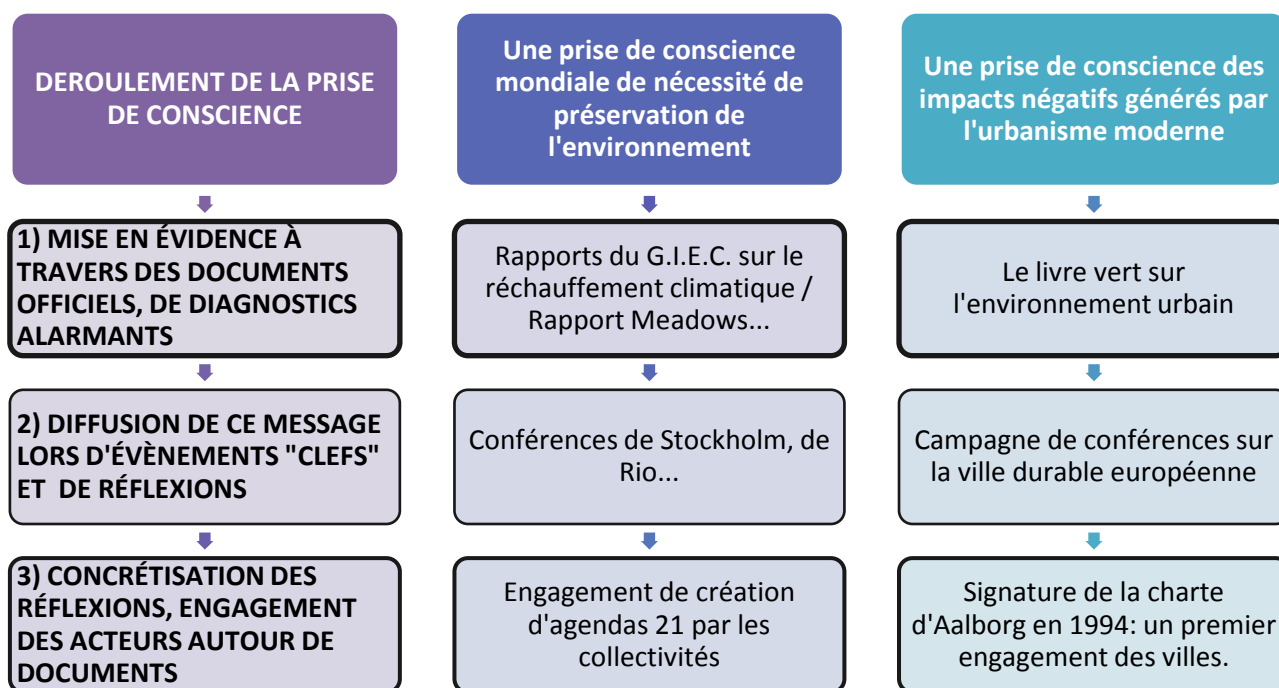 DEROULEMENT DE LA PRISE
DE CONSCIENCE
Une prise de conscience
mondiale de nécessité de
préservation de
l'environnement
Une prise de conscience des
impacts négatifs générés par
l'urbanisme moderne
1) MISE EN ÉVIDENCE À
TRAVERS DES DOCUMENTS
OFFICIELS, DE DIAGNOSTICS
ALARMANTS
Rapports du G.I.E.C. sur le
réchauffement climatique /
Rapport Meadows...
Le livre vert sur
l'environnement urbain
2) DIFFUSION DE CE MESSAGE
LORS D'ÉVÈNEMENTS "CLEFS"
ET DE RÉFLEXIONS
Conférences de Stockholm, de
Rio...
Campagne de conférences sur
la ville durable européenne
3) CONCRÉTISATION DES
RÉFLEXIONS, ENGAGEMENT
DES ACTEURS AUTOUR DE
DOCUMENTS
Engagement de création
d'agendas 21 par les
collectivités
Signature de la charte
d'Aalborg en 1994: un premier
engagement des villes.